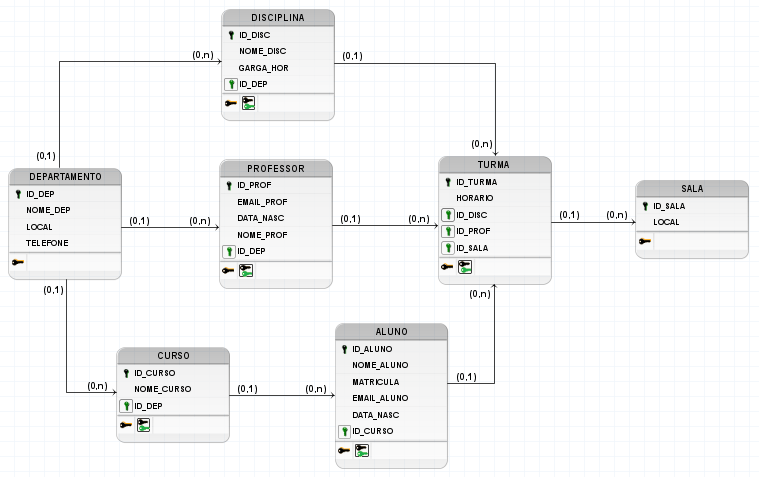 DISCIPLINA
ID_DISC
NOME_DISC
GARGA_HOR
ID_DEP
(0,n)
(0,1)
(0,1)
(0,n)
DEPARTAMENTO
ID_DEP
NOME_DEP
LOCAL
TELEFONE
(0,1)
(0,n)
PROFESSOR
ID_PROF
EMAIL_PROF
DATA_NASC
NOME_PROF
ID_DEP
(0,1)
(0,n)
TURMA
ID_TURMA
HORARIO
ID_DISC
ID_PROF
ID_SALA
(0,1)
(0,n)
SALA
ID_SALA
LOCAL
(0,1)
(0,n)
(0,n)
CURSO
ID_CURSO
NOME_CURSO
ID_DEP
(0,1)
(0,n)
ALUNO
ID_ALUNO
NOME_ALUNO
MATRICULA
EMAIL_ALUNO
DATA_NASC
ID_CURSO
(0,1)